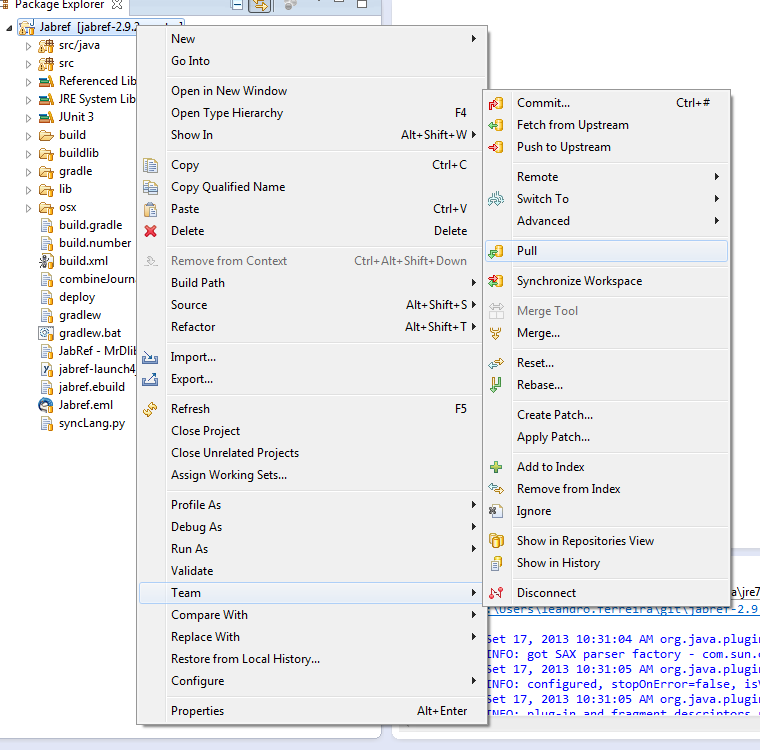 Package Explorer
Jabref [jabref-2.9.2
src/java
src
Referenced Lib
JRE System Lib
JUnit 3
build
buildlib
gradle
lib
osx
build.gradle
build.number
build.xml
combineJourn
deploy
gradlew
gradlew.bat
JabRef - MrDlib
jabref-launch4
jabref.ebuild
Jabref.eml
syncLang.py
New
Go Into
Open in New Window
Open Type Hierarchy F4
Show In Alt+Shift+W
Copy Ctrl+C
Copy Qualified Name
Paste Ctrl+V
Delete Delete
Remove from Context Ctrl+Alt+Shift+Down
Build Path
Source Alt+Shift+S
Refactor Alt+Shift+T
Import...
Export...
Refresh F5
Close Project
Close Unrelated Projects
Assign Working Sets...
Profile As
Debug As
Run As
Validate
Team
Compare With
Replace With
Restore from Local History...
Configure
Properties Alt+Enter
Commit... Ctrl+#
Fetch from Upstream
Push to Upstream
Remote
Switch To
Advanced
Pull
Synchronize Workspace
Merge Tool
Merge...
Reset...
Rebase...
Create Patch...
Apply Patch...
Add to Index
Remove from Index
Ignore
Show in Repositories View
Show in History
Disconnect
a\jre7
:\Users\leandro.ferreira\git\jabref-2.9
Set 17, 2013 10:31:04 AM org.java.plugin
INFO: got SAX parser factory - com.sun.
Set 17, 2013 10:31:05 AM org.java.plugin
INFO: configured, stopOnError=false, isV
Set 17, 2013 10:31:05 AM org.java.plugin
INFO: plug-in and fragment descriptors